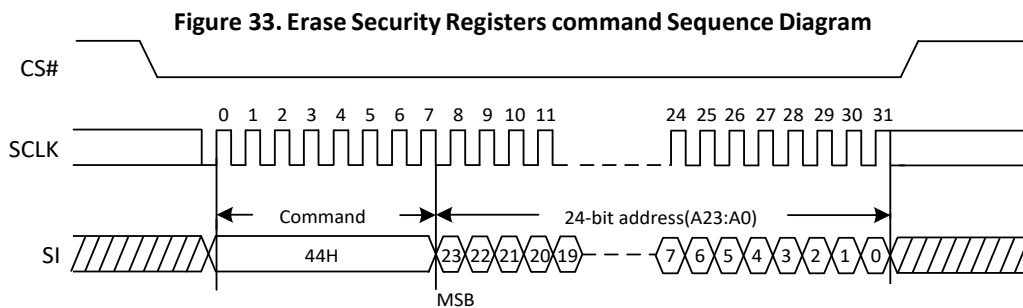 Figure 33. Erase Security Registers command Sequence Diagram
CS#
0 1 2 3 4 5 6 7 8 9 10 11 24 25 26 27 28 29 30 31
SCLK
Command 24-bit address(A23:A0)
SI 44H 23 22 21 20 19 7 6 5 4 3 2 1 0
MSB